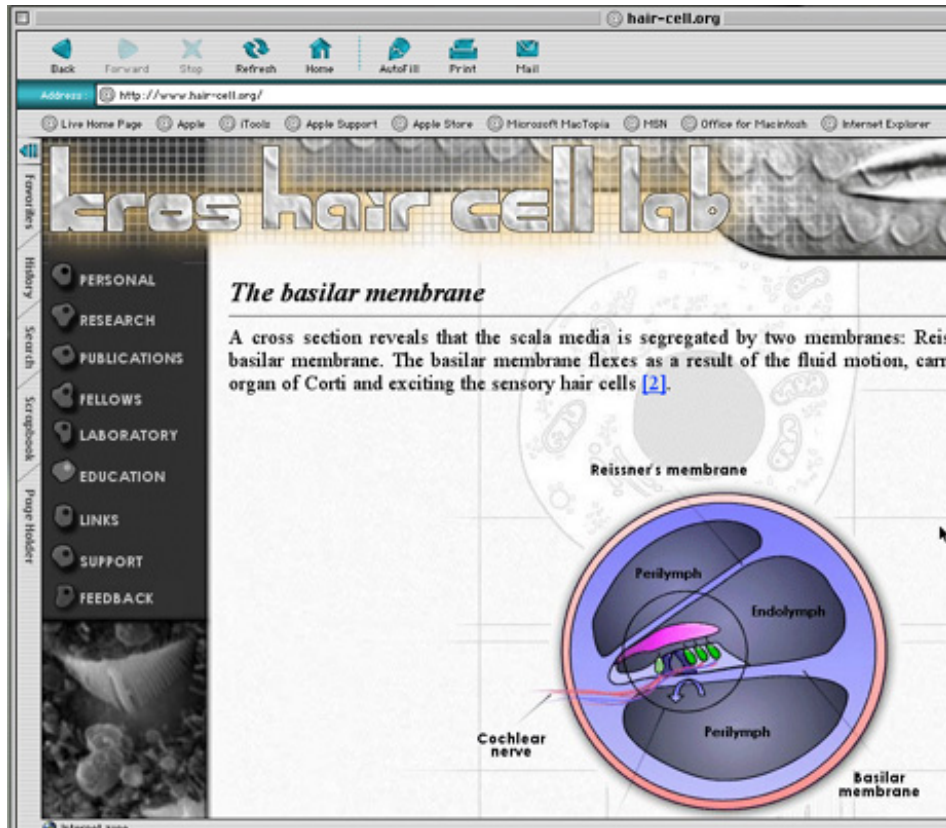 hair-cell.org
Back Forward Stop Refresh Home AutoFill Print Mail
Address: http://www.hair-cell.org/
Live Home Page Apple iTools Apple Support Apple Store Microsoft MacTopia MSN Office for Macintosh Internet Explorer
Favorites
History
Search
Scrapbook
Page Holder
kros hair cell lab
PERSONAL
RESEARCH
PUBLICATIONS
FELLOWS
LABORATORY
EDUCATION
LINKS
SUPPORT
FEEDBACK
The basilar membrane
A cross section reveals that the scala media is segregated by two membranes: Reis
basilar membrane. The basilar membrane flexes as a result of the fluid motion, can
organ of Corti and exciting the sensory hair cells [2].
Reissner's membrane
Perilymph
Endolymph
Perilymph
Cochlear
nerve
Basilar
membrane
Internet zone